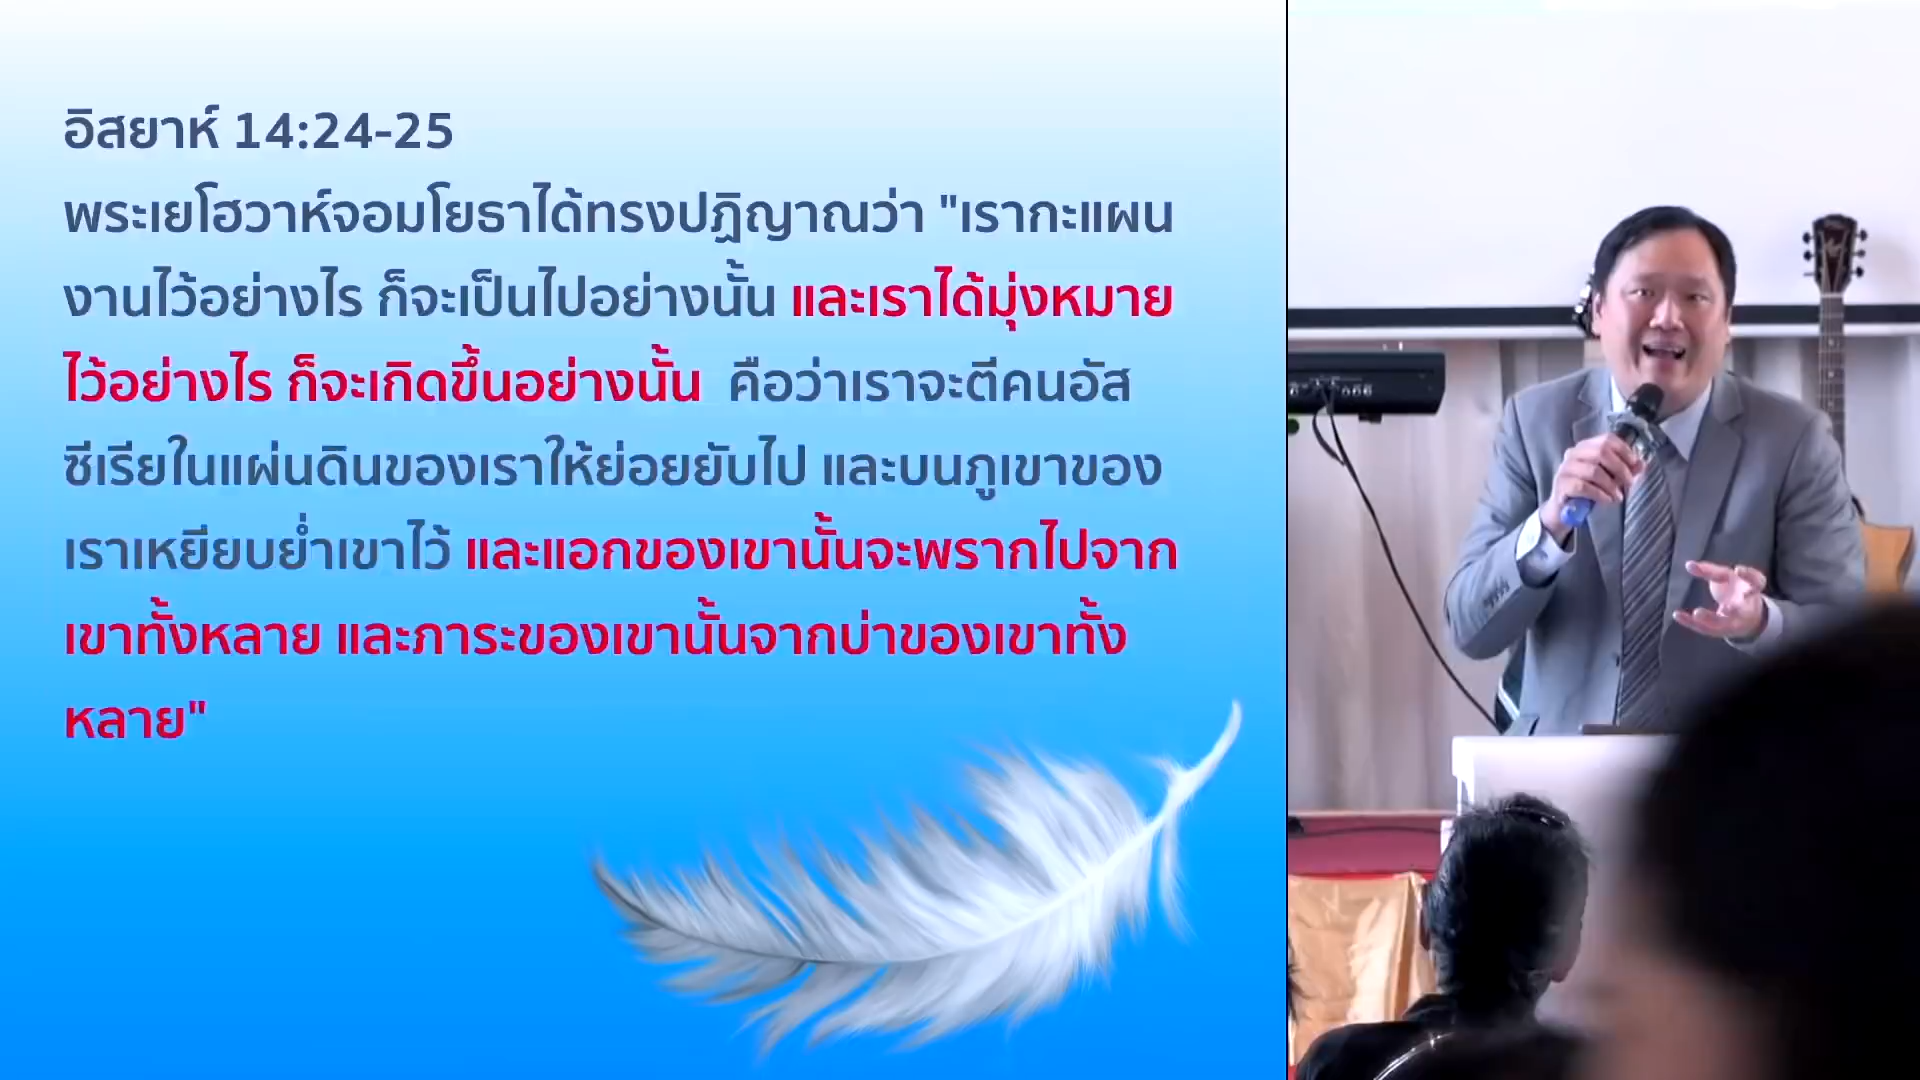 อิสยาห์ 14:24-25
พระเยโฮวาห์จอมโยธาได้ทรงปฏิญาณว่า "เรากะแผน
งานไว้อย่างไร ก็จะเป็นไปอย่างนั้น และเราได้มุ่งหมาย
ไว้อย่างไร ก็จะเกิดขึ้นอย่างนั้น คือว่าเราจะตีคนอัส
ซีเรียในแผ่นดินของเราให้ย่อยยับไป และบนภูเขาของ
เราเหยียบย่ำเขาไว้ และแอกของเขานั้นจะพรากไปจาก
เขาทั้งหลาย และภาระของเขานั้นจากบ่าของเขาทั้ง
หลาย"